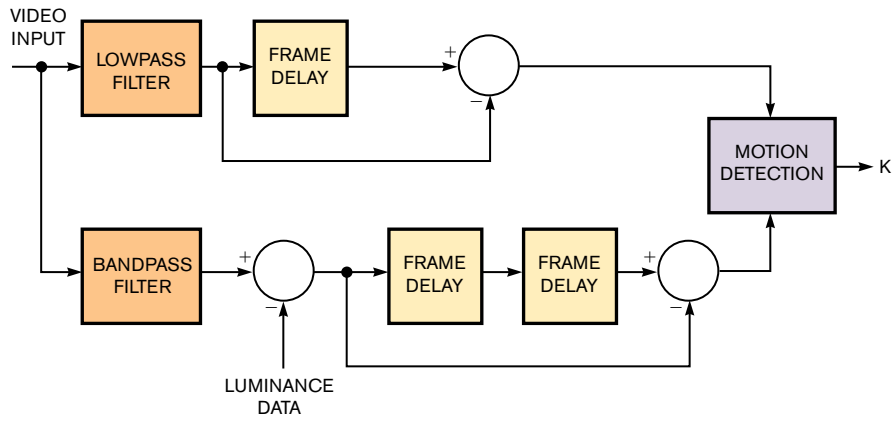 VIDEO
INPUT
LOWPASS
FILTER
FRAME
DELAY
+
−
MOTION
DETECTION
K
BANDPASS
FILTER
+
−
LUMINANCE
DATA
FRAME
DELAY
FRAME
DELAY
+
−